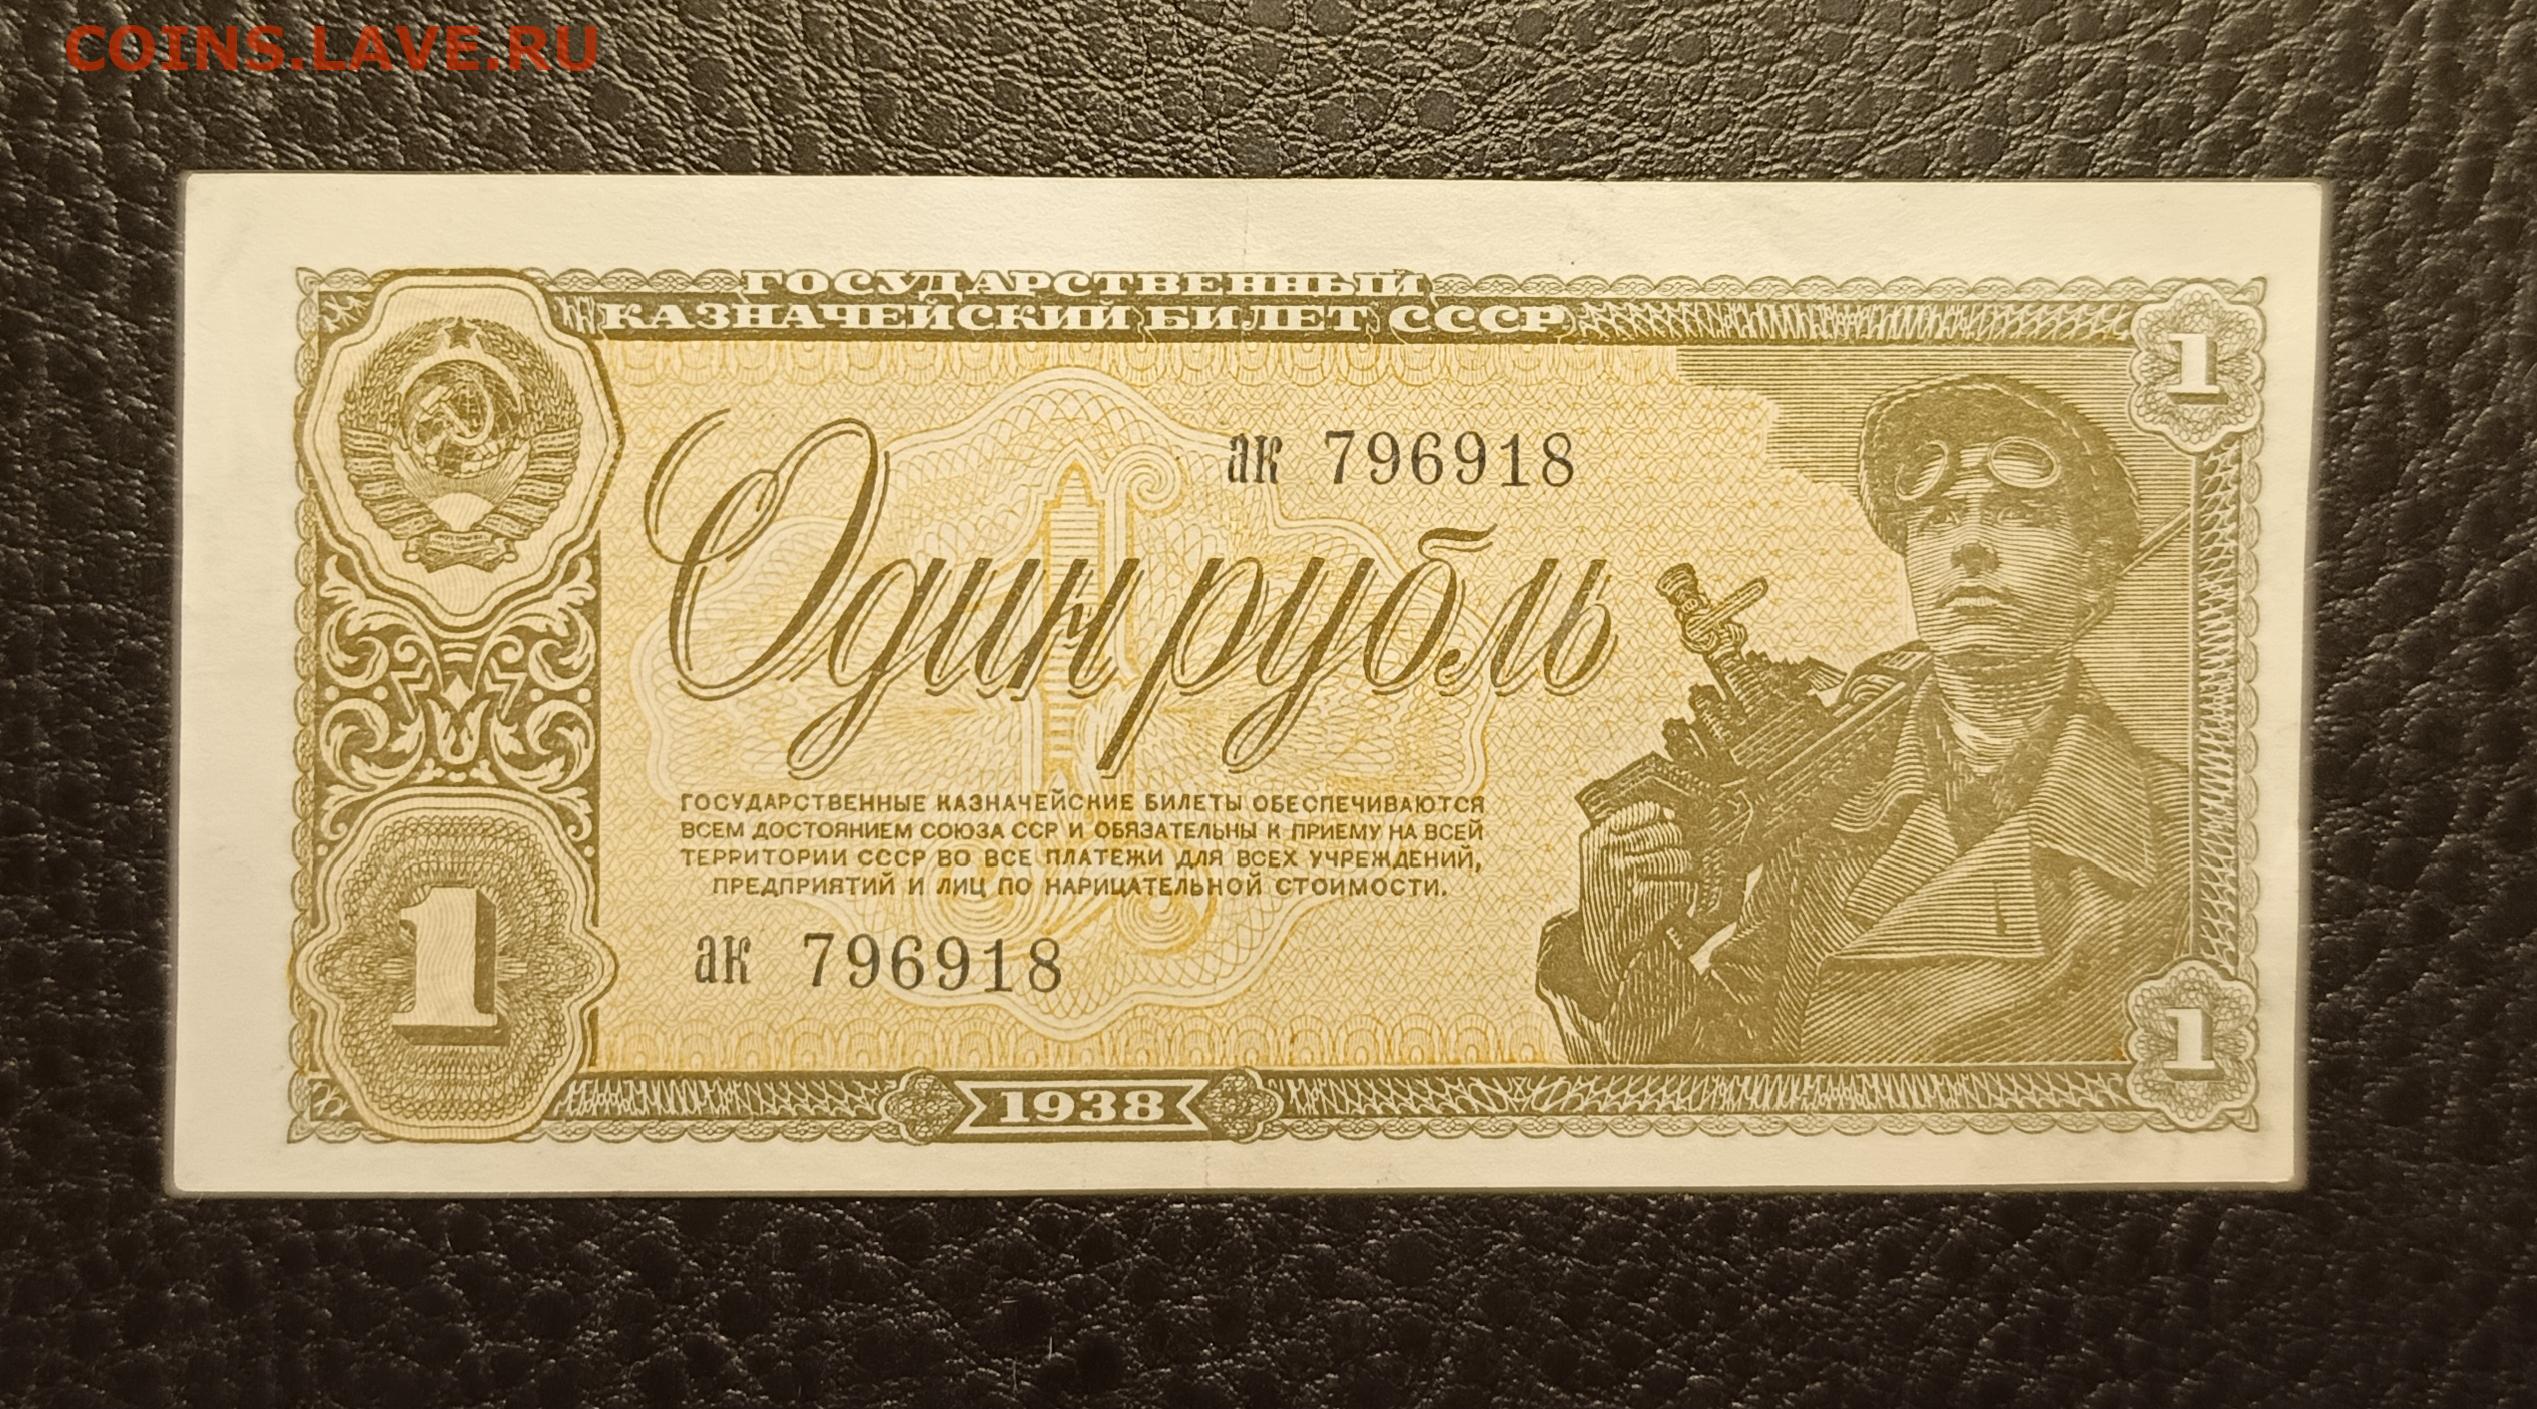 COINS.LAVE.RU
ГОСУДАРСТВЕННЫЙ
КАЗНАЧЕЙСКИЙ БИЛЕТ СССР
1
ак 796918
Один рубль
ГОСУДАРСТВЕННЫЕ КАЗНАЧЕЙСКИЕ БИЛЕТЫ ОБЕСПЕЧИВАЮТСЯ
ВСЕМ ДОСТОЯНИЕМ СОЮЗА ССР И ОБЯЗАТЕЛЬНЫ К ПРИЕМУ НА ВСЕЙ
ТЕРРИТОРИИ СССР ВО ВСЕ ПЛАТЕЖИ ДЛЯ ВСЕХ УЧРЕЖДЕНИЙ,
ПРЕДПРИЯТИЙ И ЛИЦ ПО НАРИЦАТЕЛЬНОЙ СТОИМОСТИ.
1
ак 796918
1
1938